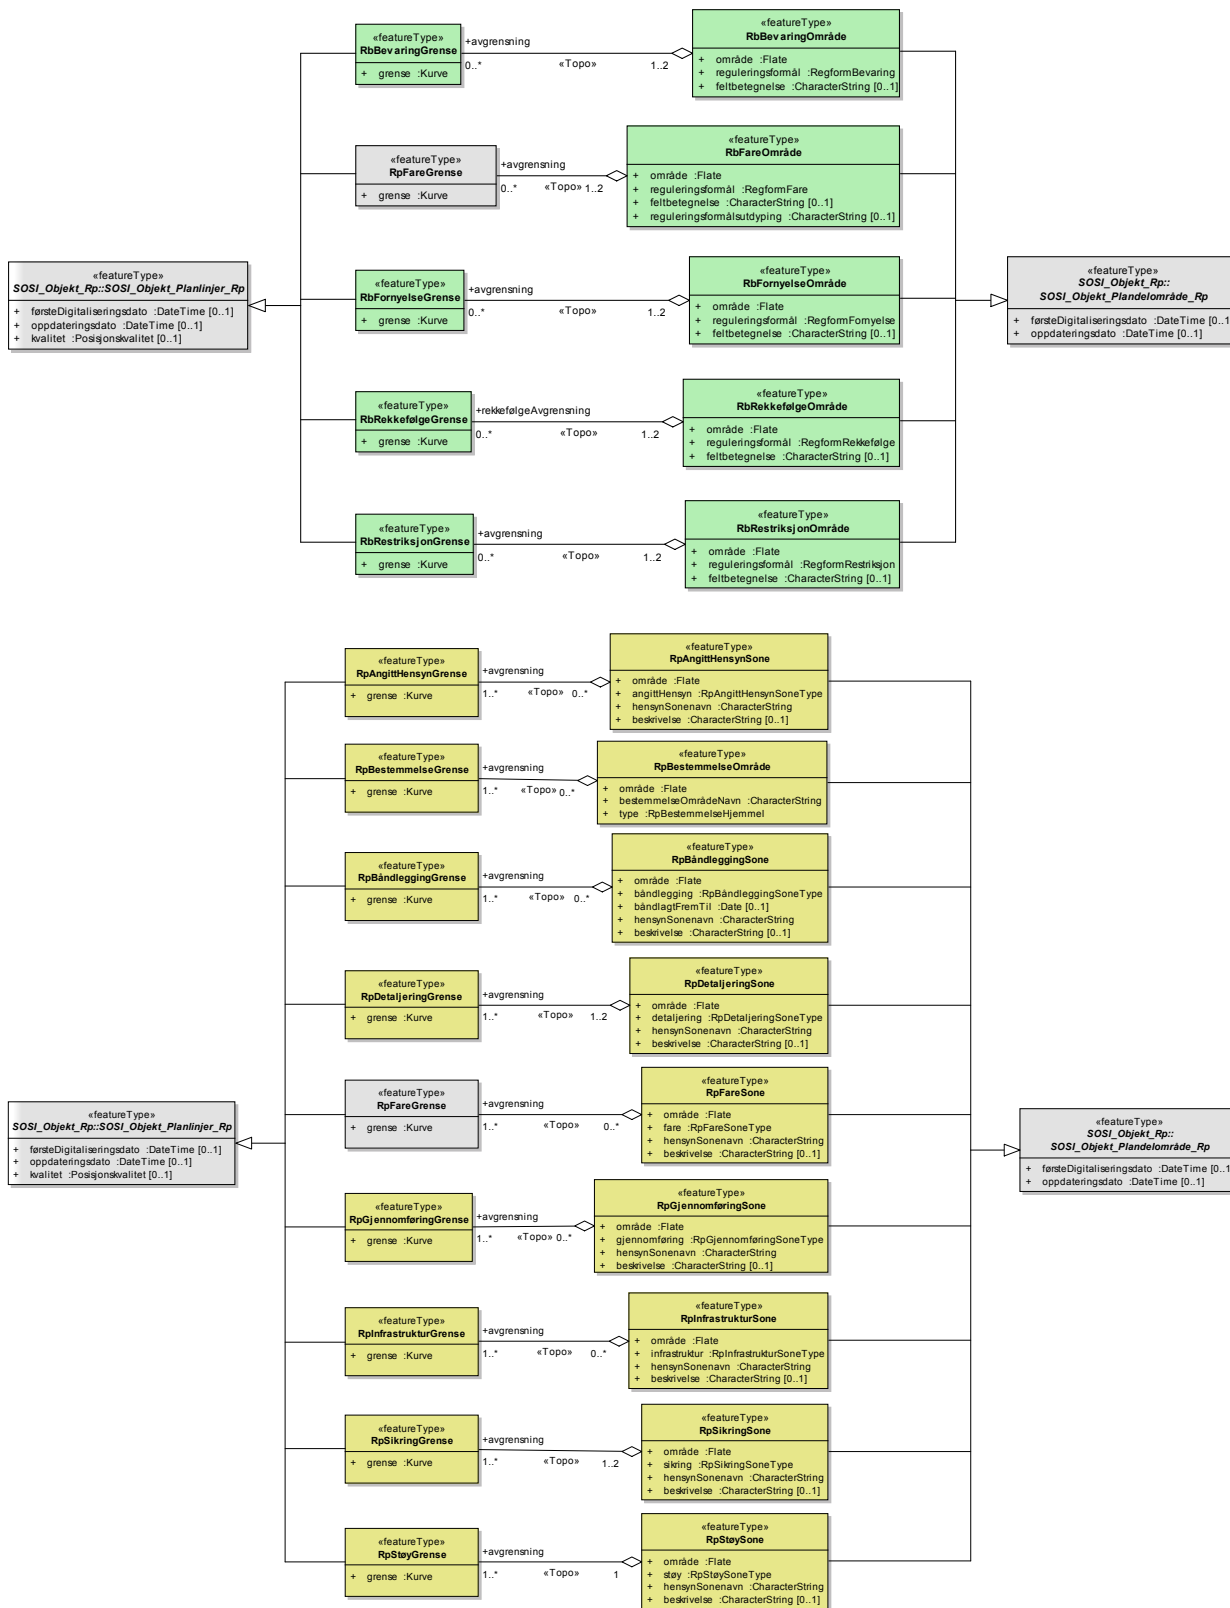 «featureType»
RbBevaringGrense
+ grense :Kurve
+avgrensning
0..*
«Topo»
1..2
«featureType»
RbBevaringOmråde
+ område :Flate
+ reguleringsformål :RegformBevaring
+ feltbetegnelse :CharacterString [0..1]
«featureType»
RpFareGrense
+ grense :Kurve
+avgrensning
0..*
«Topo»
1..2
«featureType»
RbFareOmråde
+ område :Flate
+ reguleringsformål :RegformFare
+ feltbetegnelse :CharacterString [0..1]
+ reguleringsformålsutdyping :CharacterString [0..1]
«featureType»
SOSI_Objekt_Rp::SOSI_Objekt_Planlinjer_Rp
+ førsteDigitaliseringsdato :DateTime [0..1]
+ oppdateringsdato :DateTime [0..1]
+ kvalitet :Posisjonskvalitet [0..1]
«featureType»
RbFornyelseGrense
+ grense :Kurve
+avgrensning
0..*
«Topo»
1..2
«featureType»
RbFornyelseOmråde
+ område :Flate
+ reguleringsformål :RegformFornyelse
+ feltbetegnelse :CharacterString [0..1]
«featureType»
SOSI_Objekt_Rp::
SOSI_Objekt_Plandelområde_Rp
+ førsteDigitaliseringsdato :DateTime [0..1
+ oppdateringsdato :DateTime [0..1]
«featureType»
RbRekkefølgeGrense
+ grense :Kurve
+rekkefølgeAvgrensning
0..*
«Topo»
1..2
«featureType»
RbRekkefølgeOmråde
+ område :Flate
+ reguleringsformål :RegformRekkefølge
+ feltbetegnelse :CharacterString [0..1]
«featureType»
RbRestriksjonGrense
+ grense :Kurve
+avgrensning
0..*
«Topo»
1..2
«featureType»
RbRestriksjonOmråde
+ område :Flate
+ reguleringsformål :RegformRestriksjon
+ feltbetegnelse :CharacterString [0..1]
«featureType»
RpAngittHensynGrense
+ grense :Kurve
+avgrensning
1..*
«Topo»
0..*
«featureType»
RpAngittHensynSone
+ område :Flate
+ angittHensyn :RpAngittHensynSoneType
+ hensynSonenavn :CharacterString
+ beskrivelse :CharacterString [0..1]
«featureType»
RpBestemmelseGrense
+ grense :Kurve
+avgrensning
1..*
«Topo»
0..*
«featureType»
RpBestemmelseOmråde
+ område :Flate
+ bestemmelseOmrådeNavn :CharacterString
+ type :RpBestemmelseHjemmel
«featureType»
RpBåndleggingGrense
+ grense :Kurve
+avgrensning
1..*
«Topo»
0..*
«featureType»
RpBåndleggingSone
+ område :Flate
+ båndlegging :RpBåndleggingSoneType
+ båndlagtFremTil :Date [0..1]
+ hensynSonenavn :CharacterString
+ beskrivelse :CharacterString [0..1]
«featureType»
RpDetaljeringGrense
+ grense :Kurve
+avgrensning
1..*
«Topo»
1..2
«featureType»
RpDetaljeringSone
+ område :Flate
+ detaljering :RpDetaljeringSoneType
+ hensynSonenavn :CharacterString
+ beskrivelse :CharacterString [0..1]
«featureType»
SOSI_Objekt_Rp::SOSI_Objekt_Planlinjer_Rp
+ førsteDigitaliseringsdato :DateTime [0..1]
+ oppdateringsdato :DateTime [0..1]
+ kvalitet :Posisjonskvalitet [0..1]
«featureType»
RpFareGrense
+ grense :Kurve
+avgrensning
1..*
«Topo»
0..*
«featureType»
RpFareSone
+ område :Flate
+ fare :RpFareSoneType
+ hensynSonenavn :CharacterString
+ beskrivelse :CharacterString [0..1]
«featureType»
SOSI_Objekt_Rp::
SOSI_Objekt_Plandelområde_Rp
+ førsteDigitaliseringsdato :DateTime [0..1
+ oppdateringsdato :DateTime [0..1]
«featureType»
RpGjennomføringGrense
+ grense :Kurve
+avgrensning
1..*
«Topo»
0..*
«featureType»
RpGjennomføringSone
+ område :Flate
+ gjennomføring :RpGjennomføringSoneType
+ hensynSonenavn :CharacterString
+ beskrivelse :CharacterString [0..1]
«featureType»
RpInfrastrukturGrense
+ grense :Kurve
+avgrensning
1..*
«Topo»
0..*
«featureType»
RpInfrastrukturSone
+ område :Flate
+ infrastruktur :RpInfrastrukturSoneType
+ hensynSonenavn :CharacterString
+ beskrivelse :CharacterString [0..1]
«featureType»
RpSikringGrense
+ grense :Kurve
+avgrensning
1..*
«Topo»
1..2
«featureType»
RpSikringSone
+ område :Flate
+ sikring :RpSikringSoneType
+ hensynSonenavn :CharacterString
+ beskrivelse :CharacterString [0..1]
«featureType»
RpStøyGrense
+ grense :Kurve
+avgrensning
1..*
«Topo»
1
«featureType»
RpStøySone
+ område :Flate
+ støy :RpStøySoneType
+ hensynSonenavn :CharacterString
+ beskrivelse :CharacterString [0..1]